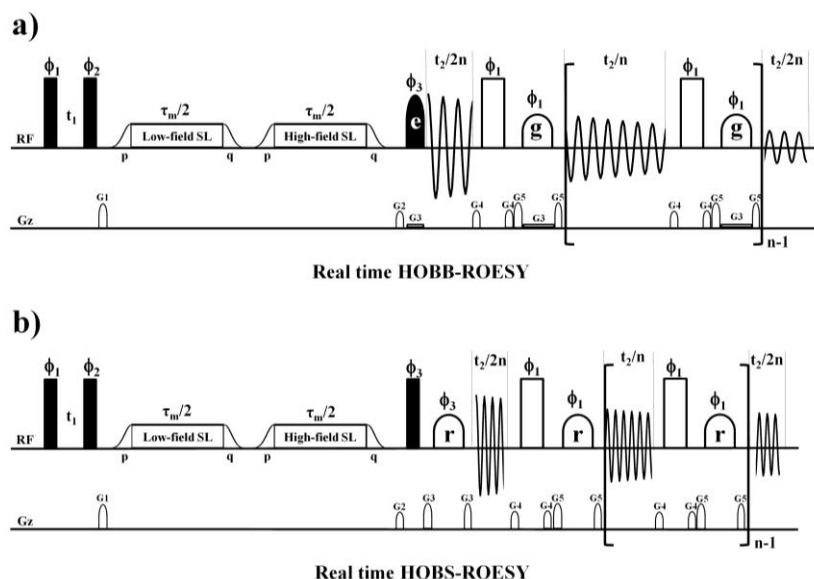 a)
ϕ1 ϕ2 ϕ3 t2/2n ϕ1 t2/n ϕ1 t2/2n
t1 τm/2 τm/2 ϕ1 ϕ1
RF Low-field SL High-field SL e g g
p q p q
G1 G2 G3 G4 G4 G5 G3 G5 G4 G4 G5 G3 G5
Gz
n-1
Real time HOBB-ROESY
b)
ϕ1 ϕ2 ϕ3 t2/2n ϕ1 t2/n ϕ1 t2/2n
t1 τm/2 τm/2 ϕ3 ϕ1 ϕ1
RF Low-field SL High-field SL r r r
p q p q
G1 G2 G3 G3 G4 G4 G5 G5 G4 G4 G5 G5
Gz
n-1
Real time HOBS-ROESY